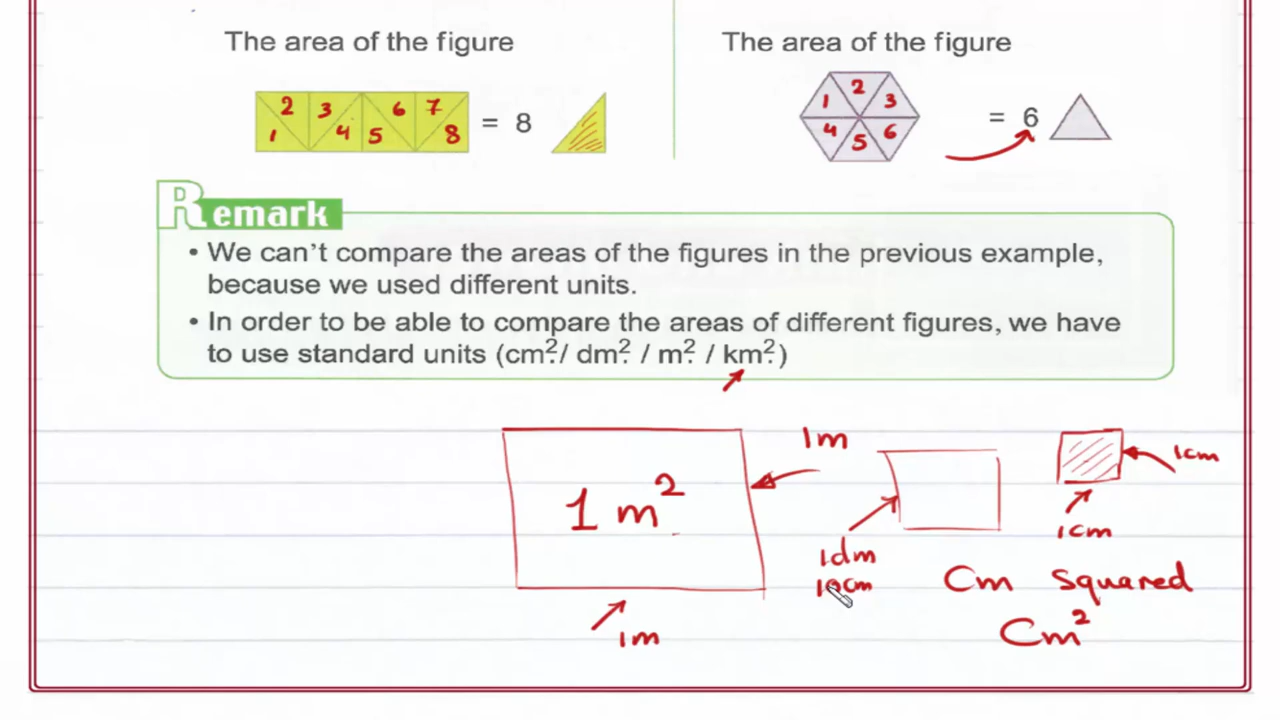 The area of the figure
1 2 3 4 5 6 7 8 = 8
The area of the figure
1 2 3 4 5 6 = 6
Remark
• We can't compare the areas of the figures in the previous example,
because we used different units.
• In order to be able to compare the areas of different figures, we have
to use standard units (cm²/ dm² / m² / km².)
1 m²
1m
1m
1dm
10cm
1cm
1cm
Cm Squared
Cm²